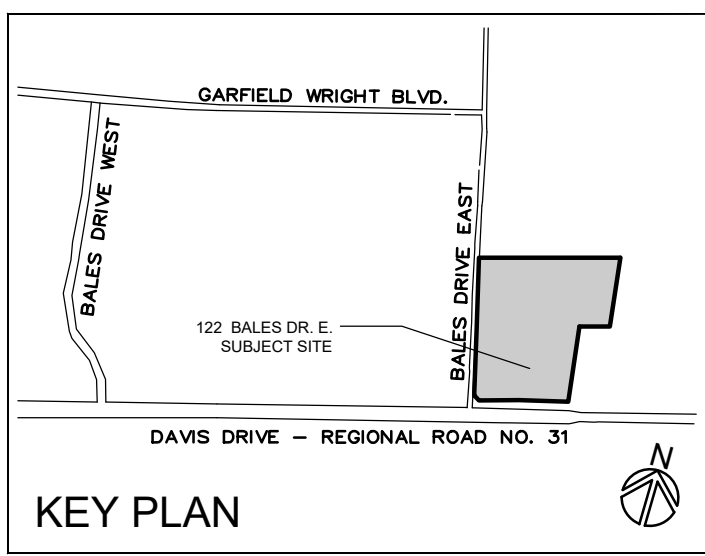 GARFIELD WRIGHT BLVD.
BALES DRIVE WEST
BALES DRIVE EAST
122 BALES DR. E.
SUBJECT SITE
DAVIS DRIVE – REGIONAL ROAD NO. 31
N
KEY PLAN